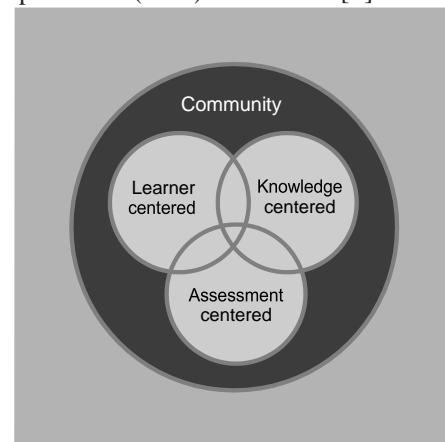 Community
Learner
centered
Knowledge
centered
Assessment
centered